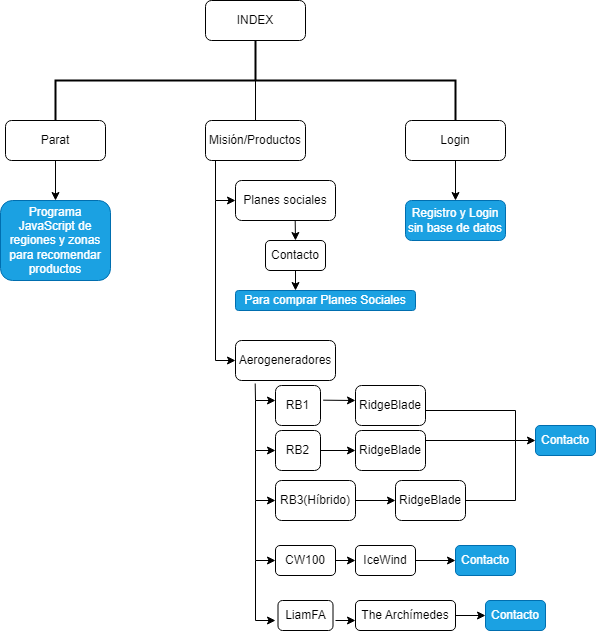 INDEX
Parat
Misión/Productos
Login
Programa
JavaScript de
regiones y zonas
para recomendar
productos
Planes sociales
Registro y Login
sin base de datos
Contacto
Para comprar Planes Sociales
Aerogeneradores
RB1
RidgeBlade
RB2
RidgeBlade
Contacto
RB3(Híbrido)
RidgeBlade
CW100
IceWind
Contacto
LiamFA
The Archímedes
Contacto